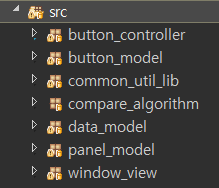 src
button_controller
button_model
common_util_lib
compare_algorithm
data_model
panel_model
window_view